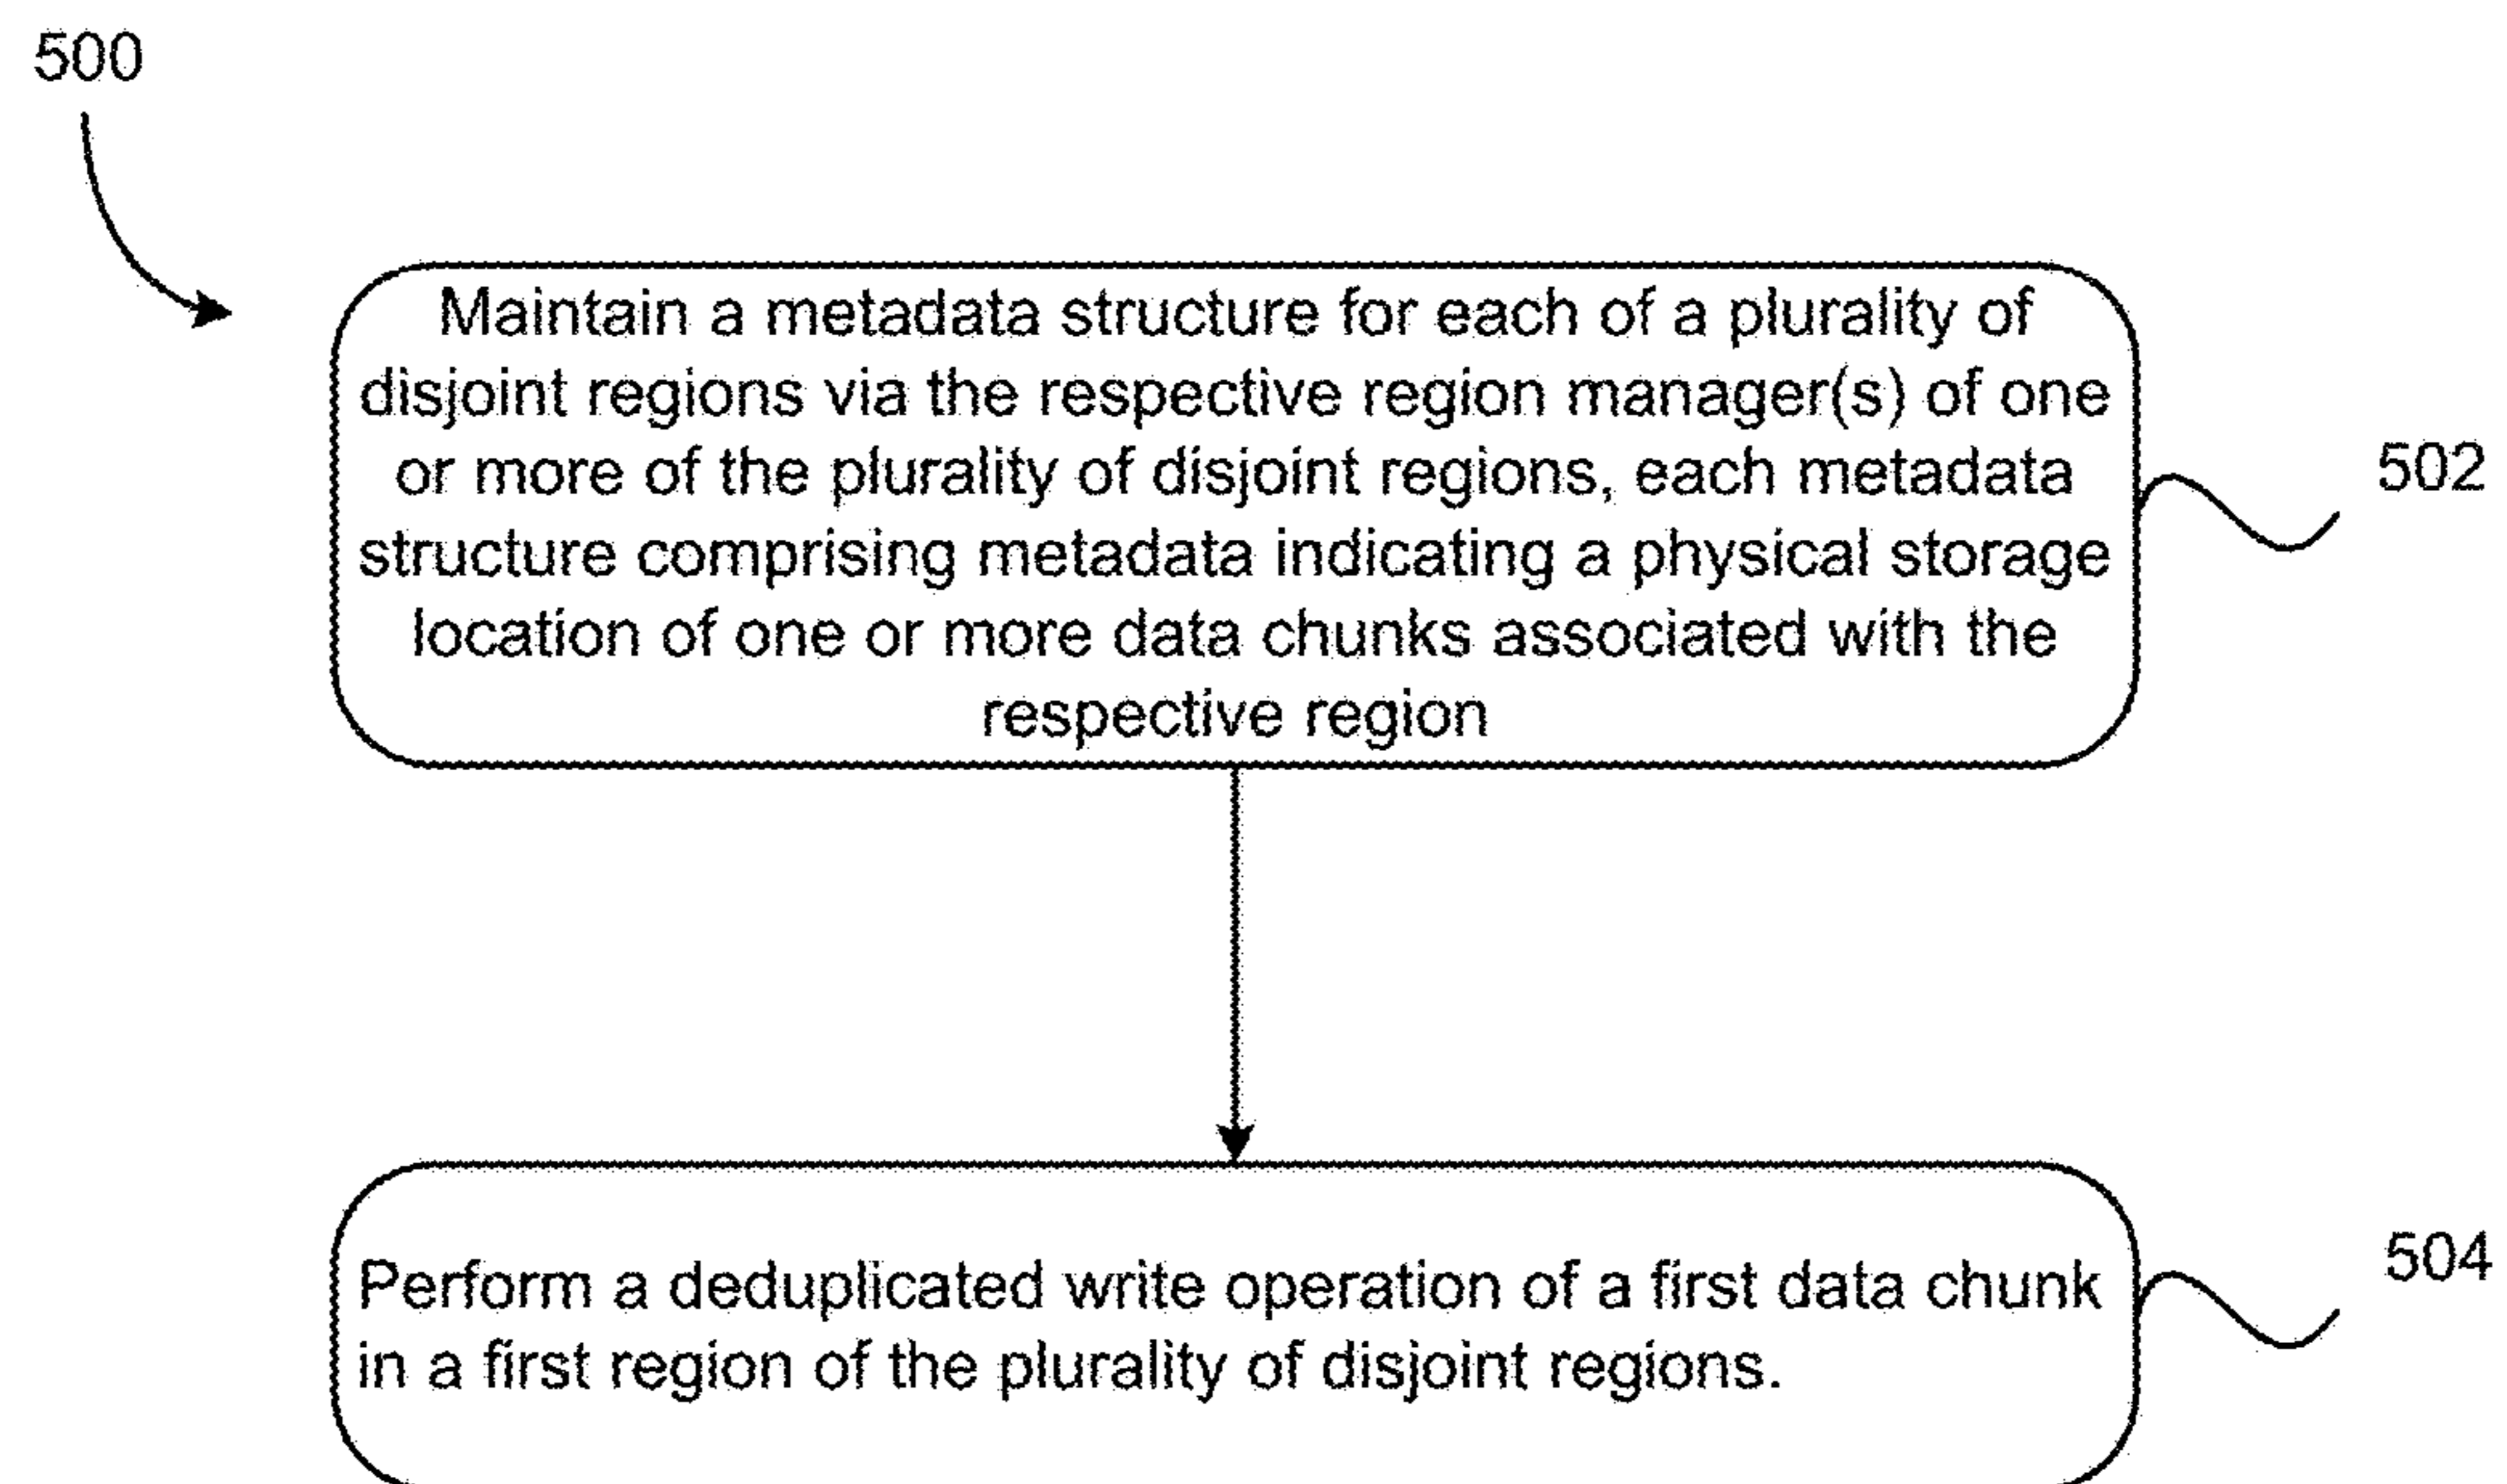 500
Maintain a metadata structure for each of a plurality of
disjoint regions via the respective region manager(s) of one
or more of the plurality of disjoint regions, each metadata
structure comprising metadata indicating a physical storage
location of one or more data chunks associated with the
respective region
502
Perform a deduplicated write operation of a first data chunk
in a first region of the plurality of disjoint regions.
504